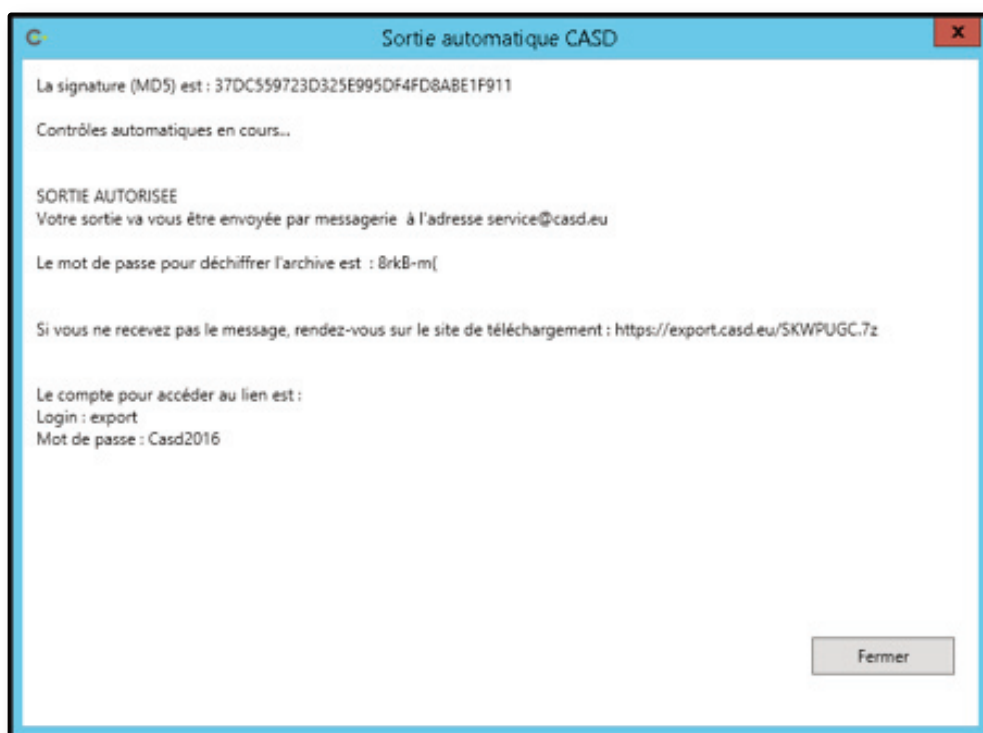 Sortie automatique CASD
La signature (MD5) est : 37DC559723D325E995DF4FD8ABE1F911
Contrôles automatiques en cours...
SORTIE AUTORISEE
Votre sortie va vous être envoyée par messagerie à l'adresse service@casd.eu
Le mot de passe pour déchiffrer l'archive est : 8rkB-m(
Si vous ne recevez pas le message, rendez-vous sur le site de téléchargement : https://export.casd.eu/SKWPUGC.7z
Le compte pour accéder au lien est :
Login : export
Mot de passe : Casd2016
Fermer